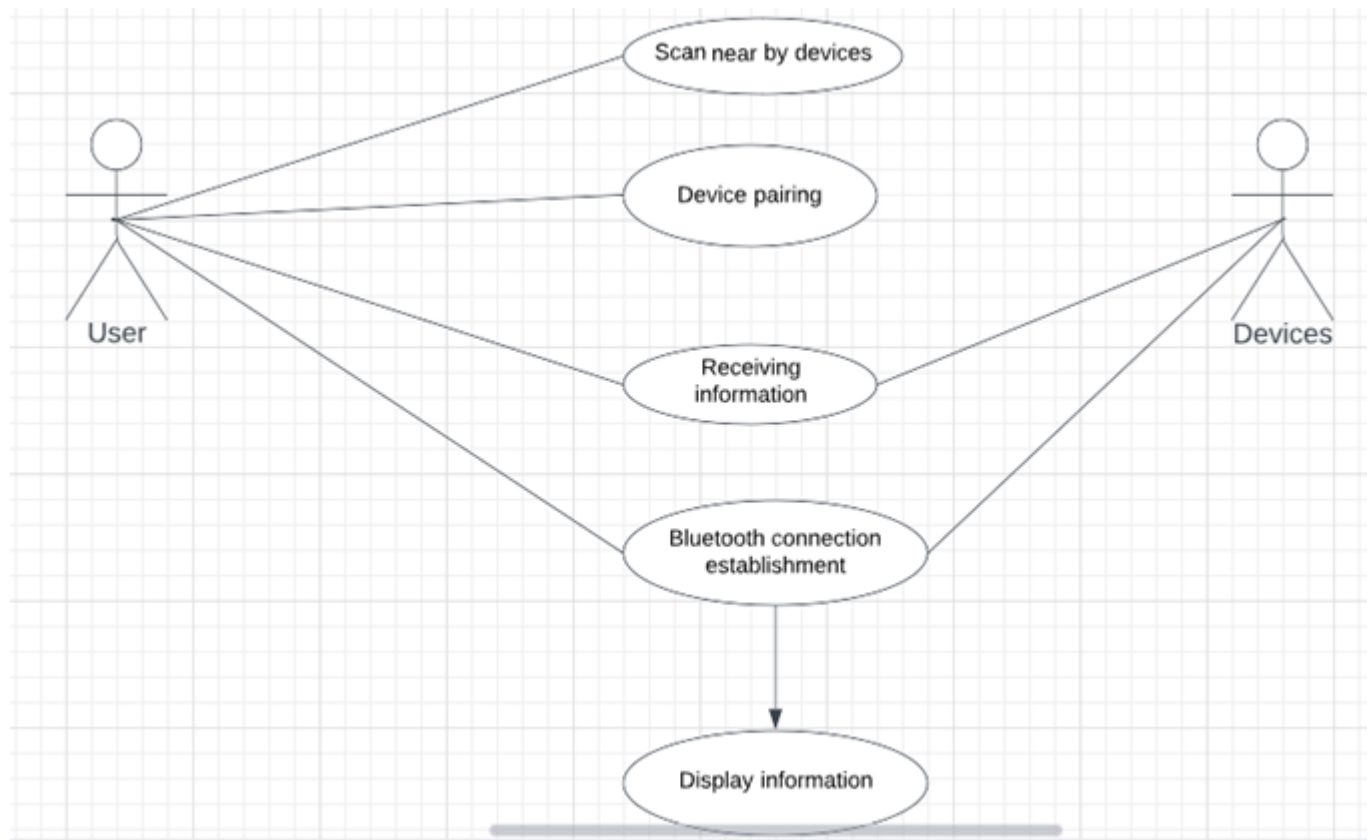 Scan near by devices
Device pairing
User
Devices
Receiving
information
Bluetooth connection
establishment
Display information